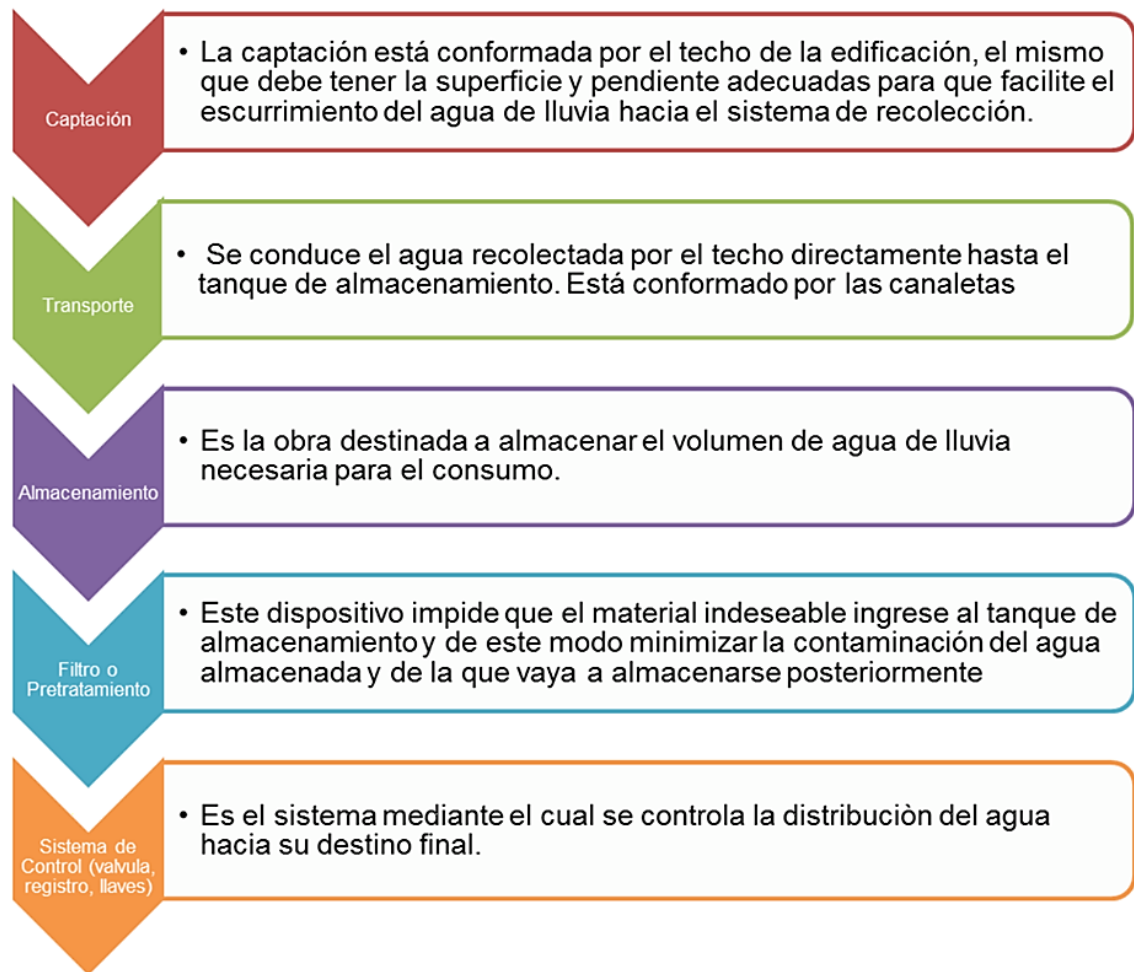 Captación
• La captación está conformada por el techo de la edificación, el mismo
que debe tener la superficie y pendiente adecuadas para que facilite el
escurrimiento del agua de lluvia hacia el sistema de recolección.
Transporte
• Se conduce el agua recolectada por el techo directamente hasta el
tanque de almacenamiento. Está conformado por las canaletas
Almacenamiento
• Es la obra destinada a almacenar el volumen de agua de lluvia
necesaria para el consumo.
Filtro o
Pretratamiento
• Este dispositivo impide que el material indeseable ingrese al tanque de
almacenamiento y de este modo minimizar la contaminación del agua
almacenada y de la que vaya a almacenarse posteriormente
Sistema de
Control (valvula,
registro, llaves)
• Es el sistema mediante el cual se controla la distribuciòn del agua
hacia su destino final.